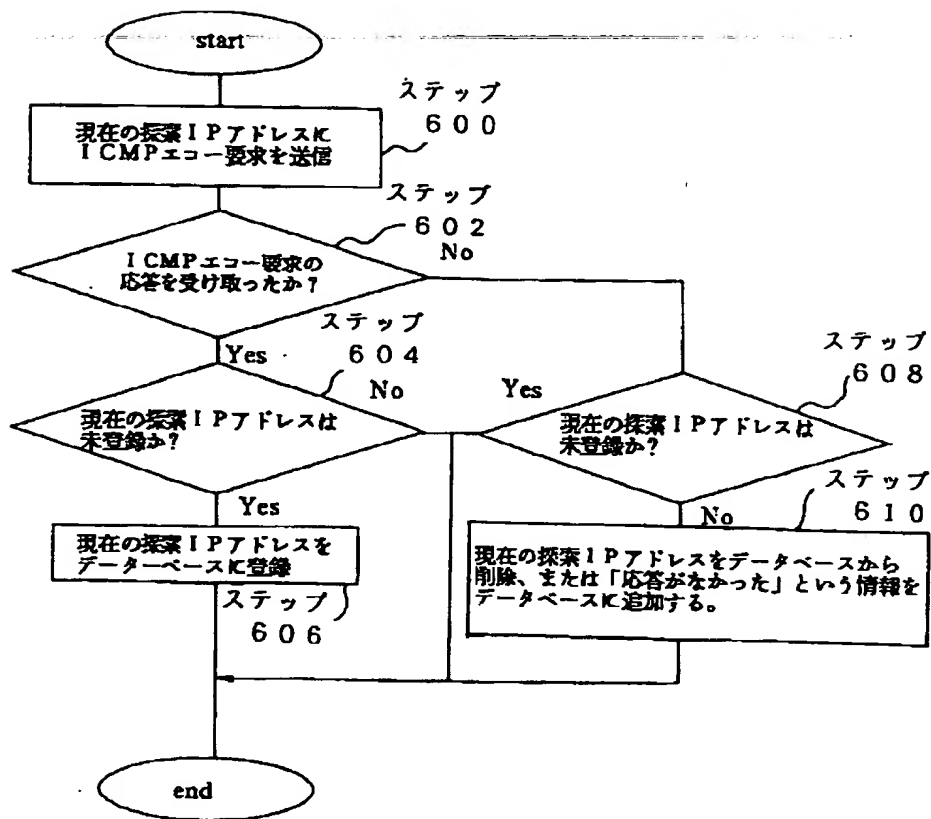 start
ステップ
600
現在の探索IPアドレスに
ICMPエコー要求を送信
ステップ
602
No
ICMPエコー要求の
応答を受け取ったか?
ステップ
604
Yes
No
現在の探索IPアドレスは
未登録か?
Yes
ステップ
608
現在の探索IPアドレスは
未登録か?
Yes
現在の探索IPアドレスを
データーベースに登録
ステップ
606
No
ステップ
610
現在の探索IPアドレスをデータベースから
削除、または「応答がなかった」という情報を
データベースに追加する。
end